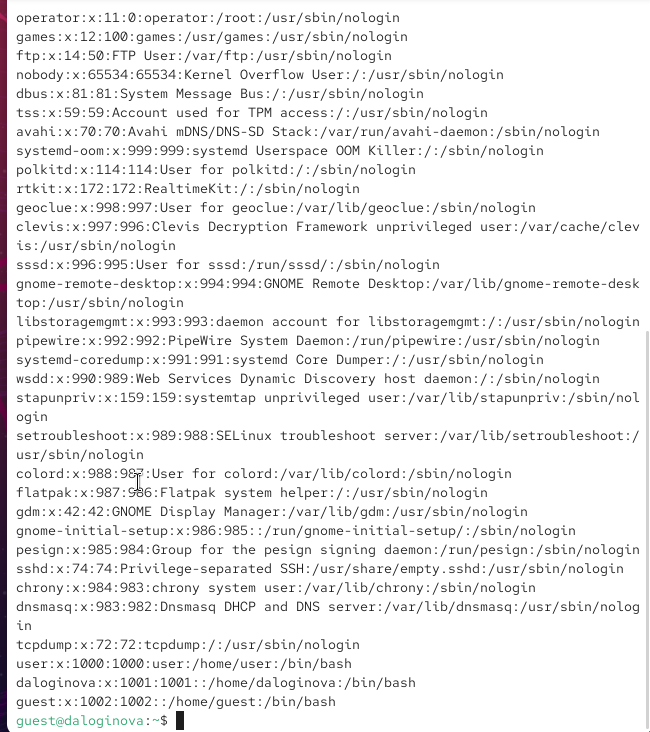 operator:x:11:0:operator:/root:/usr/sbin/nologin
games:x:12:100:games:/usr/games:/usr/sbin/nologin
ftp:x:14:50:FTP User:/var/ftp:/usr/sbin/nologin
nobody:x:65534:65534:Kernel Overflow User:/:/usr/sbin/nologin
dbus:x:81:81:System Message Bus:/:/usr/sbin/nologin
tss:x:59:59:Account used for TPM access:/:/usr/sbin/nologin
avahi:x:70:70:Avahi mDNS/DNS-SD Stack:/var/run/avahi-daemon:/sbin/nologin
systemd-oom:x:999:999:systemd Userspace OOM Killer:/:/usr/sbin/nologin
polkitd:x:114:114:User for polkitd:/:/sbin/nologin
rtkit:x:172:172:RealtimeKit:/:/sbin/nologin
geoclue:x:998:997:User for geoclue:/var/lib/geoclue:/sbin/nologin
clevis:x:997:996:Clevis Decryption Framework unprivileged user:/var/cache/clev
is:/usr/sbin/nologin
sssd:x:996:995:User for sssd:/run/sssd/:/sbin/nologin
gnome-remote-desktop:x:994:994:GNOME Remote Desktop:/var/lib/gnome-remote-desk
top:/usr/sbin/nologin
libstoragemgmt:x:993:993:daemon account for libstoragemgmt:/:/usr/sbin/nologin
pipewire:x:992:992:PipeWire System Daemon:/run/pipewire:/usr/sbin/nologin
systemd-coredump:x:991:991:systemd Core Dumper:/:/usr/sbin/nologin
wsdd:x:990:989:Web Services Dynamic Discovery host daemon:/:/sbin/nologin
stapunpriv:x:159:159:systemtap unprivileged user:/var/lib/stapunpriv:/sbin/nol
ogin
setroubleshoot:x:989:988:SELinux troubleshoot server:/var/lib/setroubleshoot:/
usr/sbin/nologin
colord:x:988:987:User for colord:/var/lib/colord:/sbin/nologin
flatpak:x:987:986:Flatpak system helper:/:/usr/sbin/nologin
gdm:x:42:42:GNOME Display Manager:/var/lib/gdm:/usr/sbin/nologin
gnome-initial-setup:x:986:985::/run/gnome-initial-setup/:/sbin/nologin
pesign:x:985:984:Group for the pesign signing daemon:/run/pesign:/sbin/nologin
sshd:x:74:74:Privilege-separated SSH:/usr/share/empty.sshd:/usr/sbin/nologin
chrony:x:984:983:chrony system user:/var/lib/chrony:/sbin/nologin
dnsmasq:x:983:982:Dnsmasq DHCP and DNS server:/var/lib/dnsmasq:/usr/sbin/nolog
in
tcpdump:x:72:72:tcpdump:/:/usr/sbin/nologin
user:x:1000:1000:user:/home/user:/bin/bash
daloginova:x:1001:1001::/home/daloginova:/bin/bash
guest:x:1002:1002::/home/guest:/bin/bash
guest@daloginova:~$